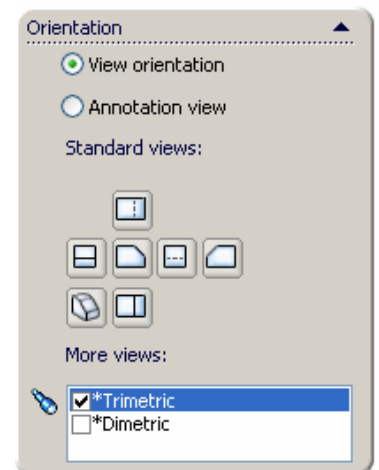 Orientation
View orientation
Annotation view
Standard views:
More views:
*Trimetric
*Dimetric